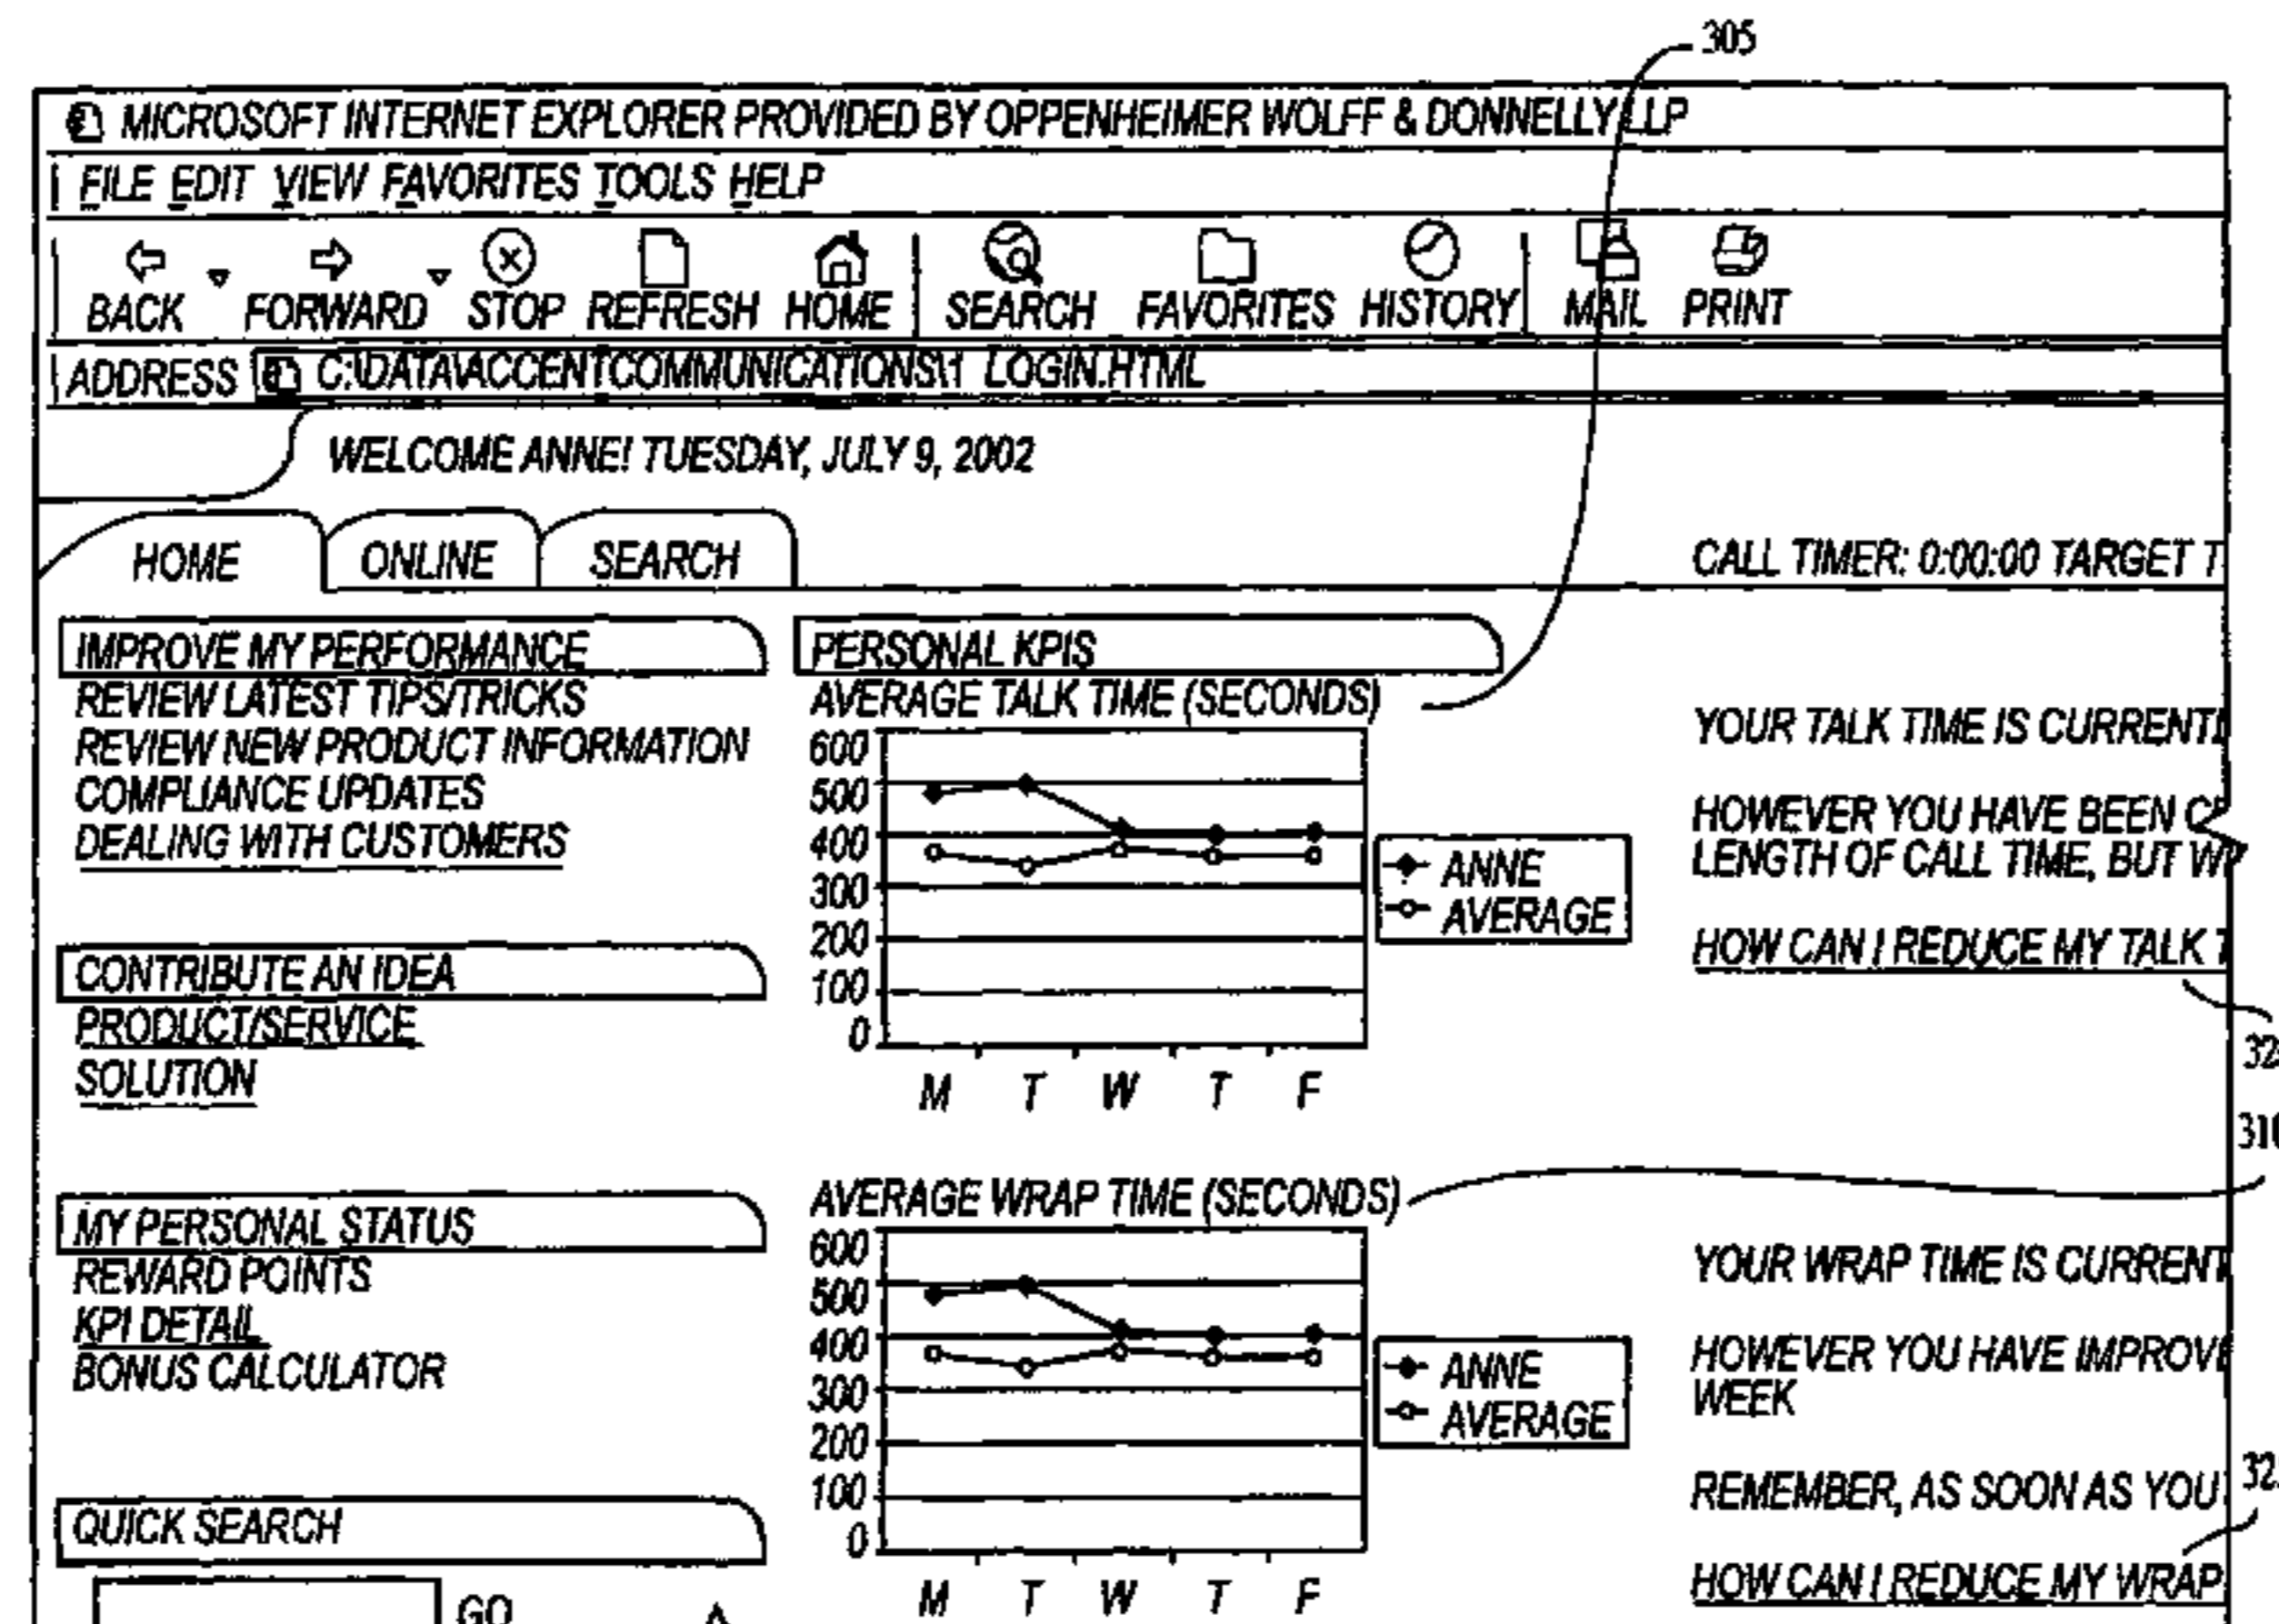 305
MICROSOFT INTERNET EXPLORER PROVIDED BY OPPENHEIMER WOLFF & DONNELLY LLP
FILE EDIT VIEW FAVORITES TOOLS HELP
BACK FORWARD STOP REFRESH HOME SEARCH FAVORITES HISTORY MAIL PRINT
ADDRESS C:\DATA\ACCENTCOMMUNICATIONS\1 LOGIN.HTML
WELCOME ANNE! TUESDAY, JULY 9, 2002
HOME ONLINE SEARCH
CALL TIMER: 0:00:00 TARGET T
IMPROVE MY PERFORMANCE
REVIEW LATEST TIPS/TRICKS
REVIEW NEW PRODUCT INFORMATION
COMPLIANCE UPDATES
DEALING WITH CUSTOMERS
CONTRIBUTE AN IDEA
PRODUCT/SERVICE
SOLUTION
MY PERSONAL STATUS
REWARD POINTS
KPI DETAIL
BONUS CALCULATOR
QUICK SEARCH
GO
PERSONAL KPIS
AVERAGE TALK TIME (SECONDS)
600
500
400
300
200
100
0
M T W T F
ANNE
AVERAGE
AVERAGE WRAP TIME (SECONDS)
600
500
400
300
200
100
0
M T W T F
ANNE
AVERAGE
YOUR TALK TIME IS
HOWEVER YOU HAVE BEEN
LENGTH OF CALL TIME, BUT
HOW CAN I REDUCE MY TALK
310
YOUR WRAP TIME IS CURRENT
HOWEVER YOU HAVE IMPROVE
WEEK
REMEMBER, AS SOON AS YOU
HOW CAN I REDUCE MY WRAP